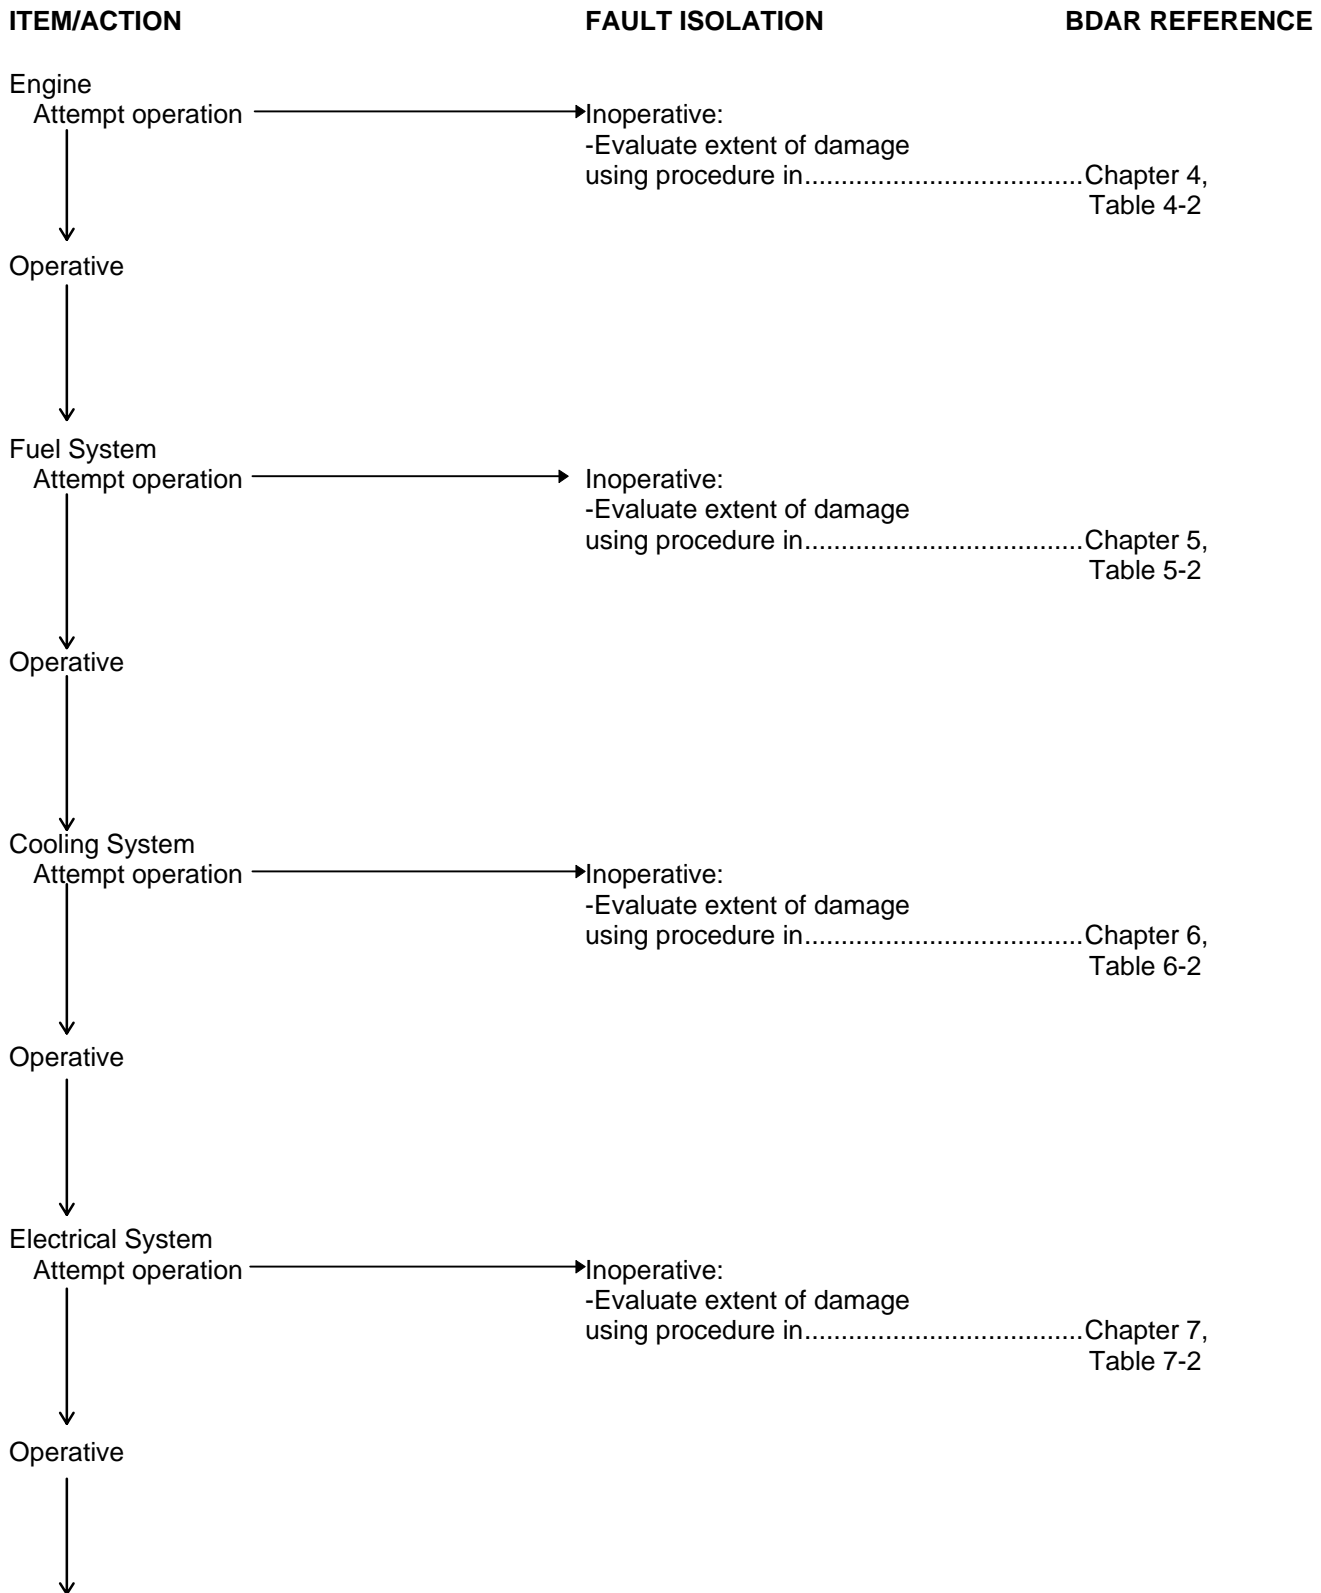 ITEM/ACTION FAULT ISOLATION BDAR REFERENCE
Engine
Attempt operation Inoperative:
-Evaluate extent of damage
using procedure in......................................Chapter 4,
Table 4-2
Operative
Fuel System
Attempt operation Inoperative:
-Evaluate extent of damage
using procedure in......................................Chapter 5,
Table 5-2
Operative
Cooling System
Attempt operation Inoperative:
-Evaluate extent of damage
using procedure in......................................Chapter 6,
Table 6-2
Operative
Electrical System
Attempt operation Inoperative:
-Evaluate extent of damage
using procedure in......................................Chapter 7,
Table 7-2
Operative